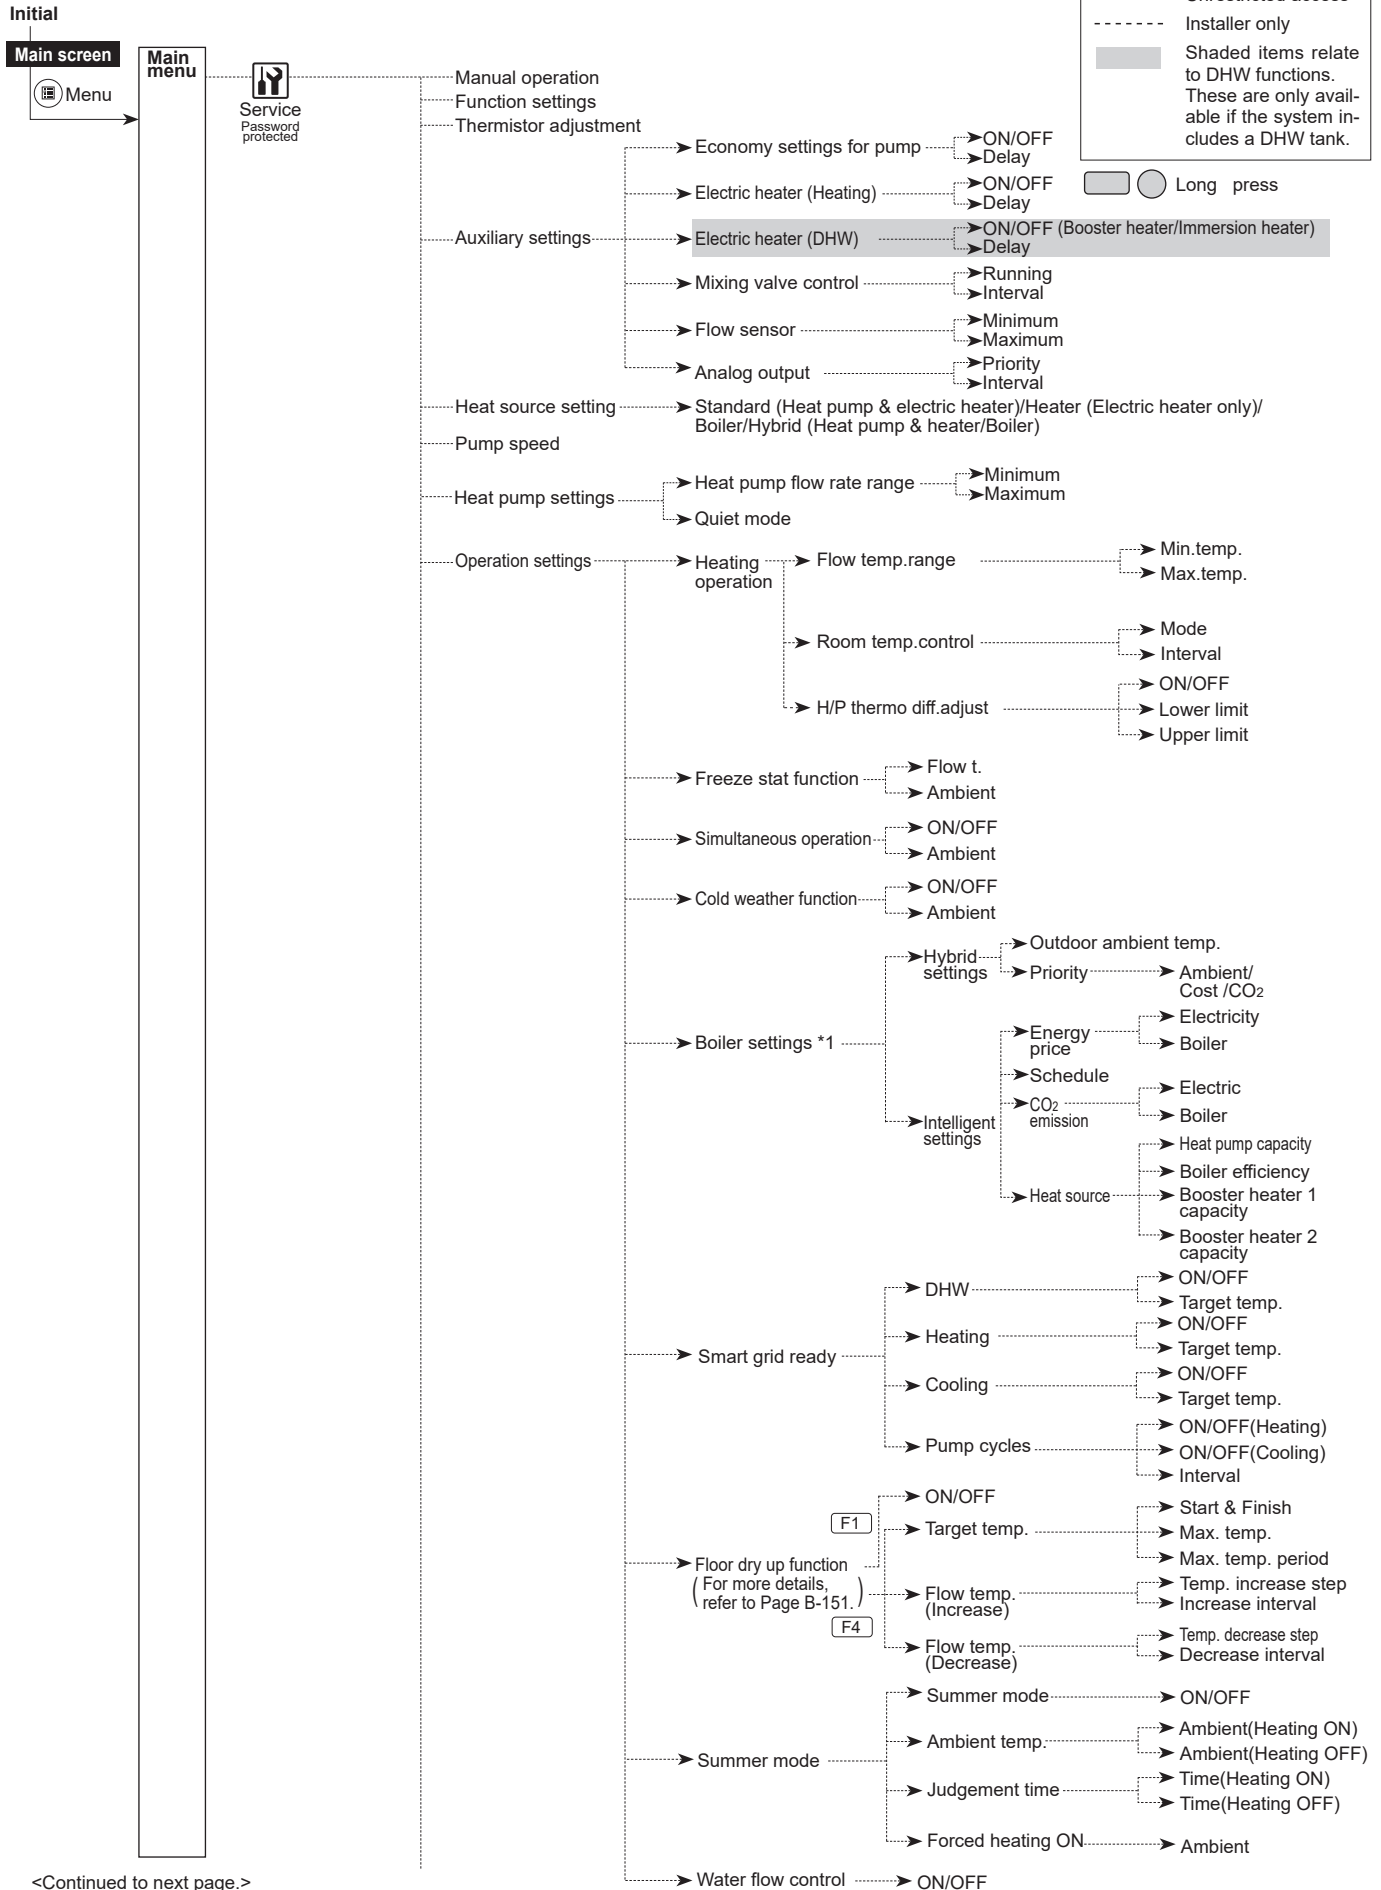 Initial
Main screen
Menu
Main
menu
Service
Password
protected
Installer only
Shaded items relate
to DHW functions.
These are only avail-
able if the system in-
cludes a DHW tank.
Long press
Manual operation
Function settings
Thermistor adjustment
Auxiliary settings
Economy settings for pump
ON/OFF
Delay
Electric heater (Heating)
ON/OFF
Delay
Electric heater (DHW)
ON/OFF (Booster heater/Immersion heater)
Delay
Mixing valve control
Running
Interval
Flow sensor
Minimum
Maximum
Analog output
Priority
Interval
Heat source setting
Standard (Heat pump & electric heater)/Heater (Electric heater only)/
Boiler/Hybrid (Heat pump & heater/Boiler)
Pump speed
Heat pump settings
Heat pump flow rate range
Minimum
Maximum
Quiet mode
Operation settings
Heating
operation
Flow temp.range
Min.temp.
Max.temp.
Room temp.control
Mode
Interval
H/P thermo diff.adjust
ON/OFF
Lower limit
Upper limit
Freeze stat function
Flow t.
Ambient
Simultaneous operation
ON/OFF
Ambient
Cold weather function
ON/OFF
Ambient
Boiler settings *1
Hybrid
settings
Outdoor ambient temp.
Priority
Ambient/
Cost /CO2
Intelligent
settings
Energy
price
Electricity
Boiler
Schedule
CO2
emission
Electric
Boiler
Heat source
Heat pump capacity
Boiler efficiency
Booster heater 1
capacity
Booster heater 2
capacity
Smart grid ready
DHW
ON/OFF
Target temp.
Heating
ON/OFF
Target temp.
Cooling
ON/OFF
Target temp.
Pump cycles
ON/OFF(Heating)
ON/OFF(Cooling)
Interval
Floor dry up function
( For more details,
refer to Page B-151. )
F1
ON/OFF
F4
Target temp.
Start & Finish
Max. temp.
Max. temp. period
Flow temp.
(Increase)
Temp. increase step
Increase interval
Flow temp.
(Decrease)
Temp. decrease step
Decrease interval
Summer mode
Summer mode
ON/OFF
Ambient temp.
Ambient(Heating ON)
Ambient(Heating OFF)
Judgement time
Time(Heating ON)
Time(Heating OFF)
Forced heating ON
Ambient
Water flow control
ON/OFF
<Continued to next page.>